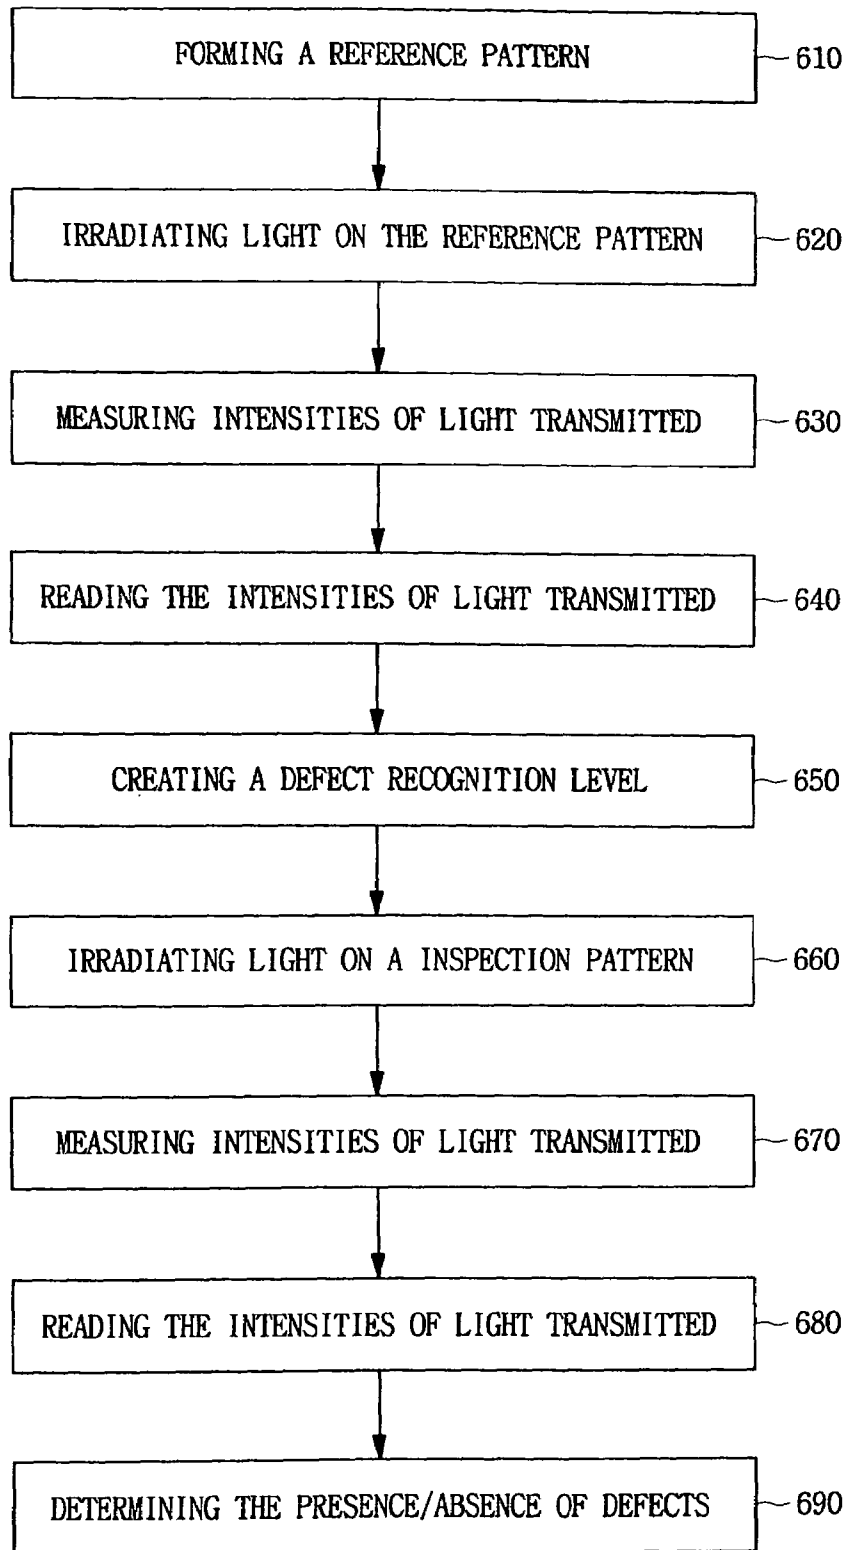 FORMING A REFERENCE PATTERN 610
IRRADIATING LIGHT ON THE REFERENCE PATTERN 620
MEASURING INTENSITIES OF LIGHT TRANSMITTED 630
READING THE INTENSITIES OF LIGHT TRANSMITTED 640
CREATING A DEFECT RECOGNITION LEVEL 650
IRRADIATING LIGHT ON A INSPECTION PATTERN 660
MEASURING INTENSITIES OF LIGHT TRANSMITTED 670
READING THE INTENSITIES OF LIGHT TRANSMITTED 680
DETERMINING THE PRESENCE/ABSENCE OF DEFECTS 690